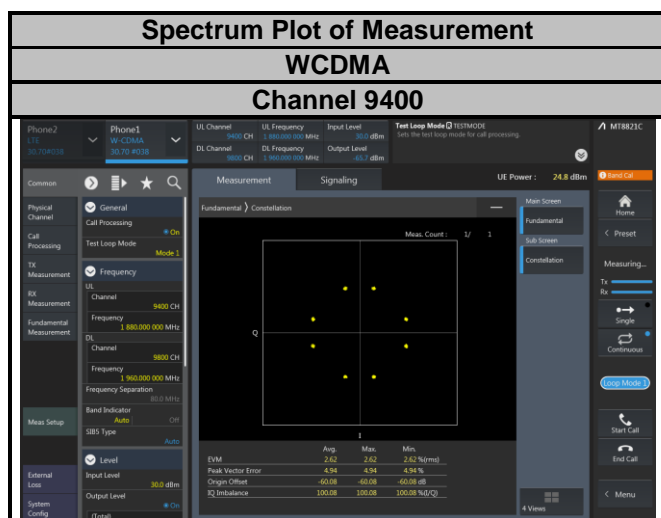 Spectrum Plot of Measurement
WCDMA
Channel 9400
Phone2
LTE
30.70#038
Phone1
W-CDMA
30.70 #038
UL Channel
9400 CH
UL Frequency
1 880.000 000 MHz
Input Level
30.0 dBm
DL Channel
9800 CH
DL Frequency
1 960.000 000 MHz
Output Level
-65.7 dBm
Test Loop Mode TESTMODE
Sets the test loop mode for call processing.
MT8821C
Common
Measurement
Signaling
UE Power : 24.8 dBm
Band Cal
Physical
Channel
Call
Processing
TX
Measurement
RX
Measurement
Fundamental
Measurement
Meas Setup
External
Loss
System
Config
General
Call Processing
On
Test Loop Mode
Mode 1
Frequency
UL
Channel
9400 CH
Frequency
1 880.000 000 MHz
DL
Channel
9800 CH
Frequency
1 960.000 000 MHz
Frequency Separation
80.0 MHz
Band Indicator
Auto Off
SIBS Type
Auto
Level
Input Level
30.0 dBm
Output Level
On
(Total)
Fundamental Constellation
Meas. Count : 1/ 1
Q
I
Avg. Max. Min.
EVM 2.62 2.62 2.62 %(rms)
Peak Vector Error 4.94 4.94 4.94 %
Origin Offset -60.08 -60.08 -60.08 dB
IQ Imbalance 100.08 100.08 100.08 %(I/Q)
Main Screen
Fundamental
Sub Screen
Constellation
4 Views
Home
Preset
Measuring...
Tx
Rx
Single
Continuous
Loop Mode 1
Start Call
End Call
Menu